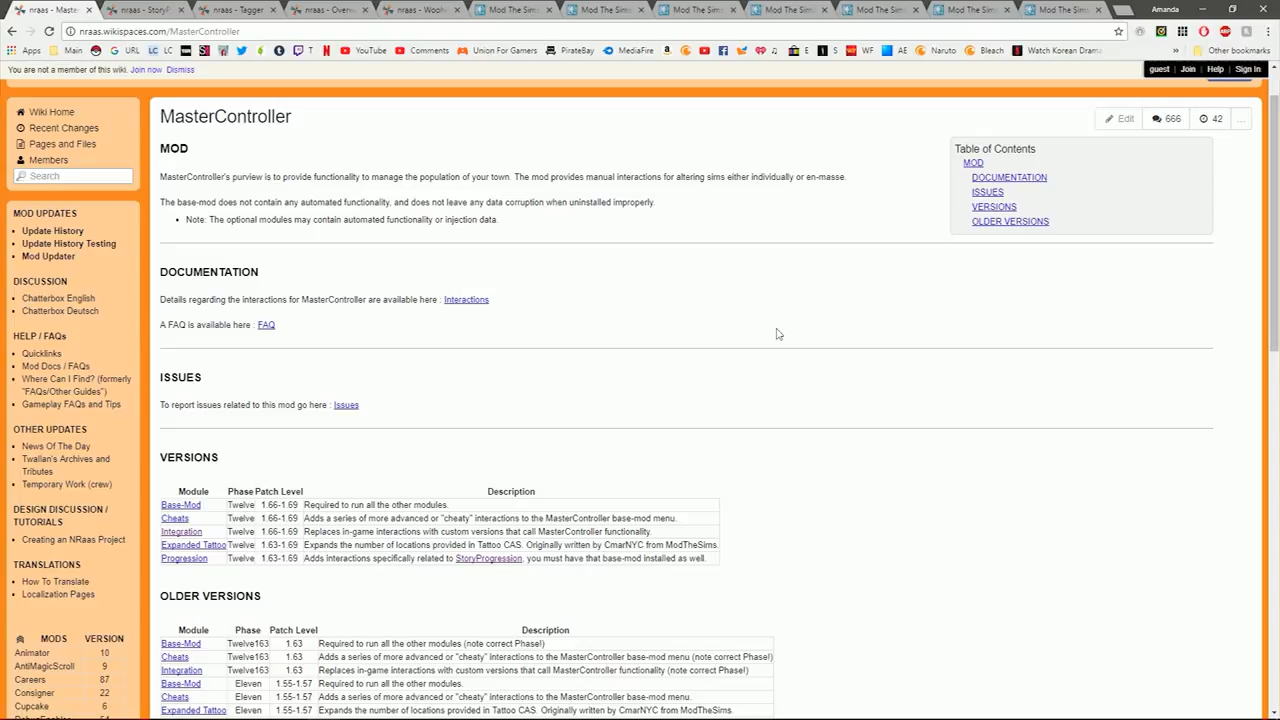 nraas - Maste
nraas - StoryP
nraas - Tagger
nraas - Overv
nraas - Wooh
Mod The Sims
Mod The Sims
Mod The Sims
Mod The Sims
Mod The Sims
Mod The Sims
Mod The Sims
Amanda
nraas.wikispaces.com/MasterController
Apps
Main
URL
LC
LC
YouTube
Comments
Union For Gamers
PirateBay
MediaFire
WF
AE
Naruto
Bleach
Watch Korean Drama
Other bookmarks
You are not a member of this wiki. Join now Dismiss
guest Join Help Sign In
Wiki Home
Recent Changes
Pages and Files
Members
Search
MOD UPDATES
Update History
Update History Testing
Mod Updater
DISCUSSION
Chatterbox English
Chatterbox Deutsch
HELP / FAQs
Quicklinks
Mod Docs / FAQs
Where Can I Find? (formerly
"FAQs/Other Guides")
Gameplay FAQs and Tips
OTHER UPDATES
News Of The Day
Twallan's Archives and
Tributes
Temporary Work (crew)
DESIGN DISCUSSION /
TUTORIALS
Creating an NRaas Project
TRANSLATIONS
How To Translate
Localization Pages
MODS VERSION
Animator 10
AntiMagicScroll 9
Careers 87
Consigner 22
Cupcake 6
MasterController
Edit 666 42 ...
MOD
MasterController's purview is to provide functionality to manage the population of your town. The mod provides manual interactions for altering sims either individually or en-masse.
The base-mod does not contain any automated functionality, and does not leave any data corruption when uninstalled improperly.
Note: The optional modules may contain automated functionality or injection data.
Table of Contents
MOD
DOCUMENTATION
ISSUES
VERSIONS
OLDER VERSIONS
DOCUMENTATION
Details regarding the interactions for MasterController are available here : Interactions
A FAQ is available here : FAQ
ISSUES
To report issues related to this mod go here : Issues
VERSIONS
Module Phase Patch Level Description
Base-Mod Twelve 1.66-1.69 Required to run all the other modules.
Cheats Twelve 1.66-1.69 Adds a series of more advanced or "cheaty" interactions to the MasterController base-mod menu.
Integration Twelve 1.66-1.69 Replaces in-game interactions with custom versions that call MasterController functionality.
Expanded Tattoo Twelve 1.63-1.69 Expands the number of locations provided in Tattoo CAS. Originally written by CmarNYC from ModTheSims.
Progression Twelve 1.63-1.69 Adds interactions specifically related to StoryProgression, you must have that base-mod installed as well.
OLDER VERSIONS
Module Phase Patch Level Description
Base-Mod Twelve163 1.63 Required to run all the other modules (note correct Phase!)
Cheats Twelve163 1.63 Adds a series of more advanced or "cheaty" interactions to the MasterController base-mod menu (note correct Phase!)
Integration Twelve163 1.63 Replaces in-game interactions with custom versions that call MasterController functionality (note correct Phase!)
Base-Mod Eleven 1.55-1.57 Required to run all the other modules.
Cheats Eleven 1.55-1.57 Adds a series of more advanced or "cheaty" interactions to the MasterController base-mod menu.
Expanded Tattoo Eleven 1.55-1.57 Expands the number of locations provided in Tattoo CAS. Originally written by CmarNYC from ModTheSims.